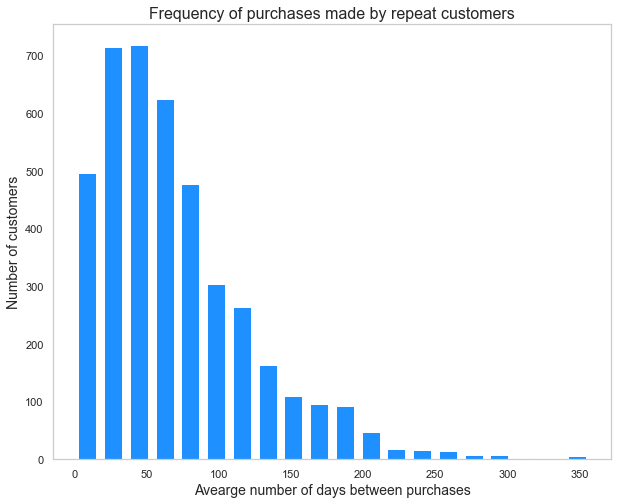 Frequency of purchases made by repeat customers
700
600
500
400
300
200
100
0
Number of customers
0 50 100 150 200 250 300 350
Avearge number of days between purchases